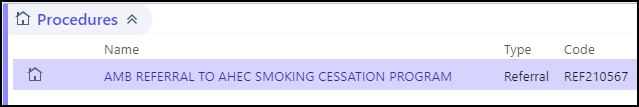 Procedures
Name Type Code
AMB REFERRAL TO AHEC SMOKING CESSATION PROGRAM Referral REF210567